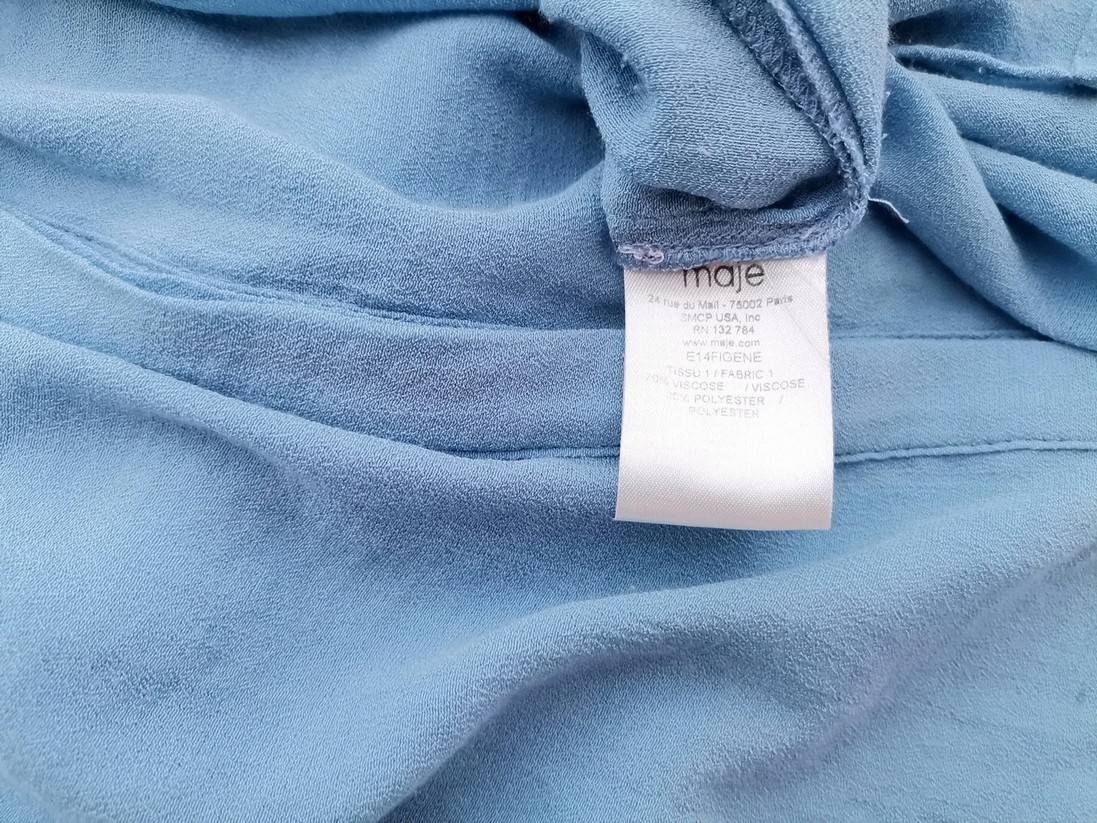 maje
24 rue du Mail - 75002 Paris
SMCP USA, Inc
RN 132 784
www.maje.com
E14FIGENE
TISSU 1 / FABRIC 1
70% VISCOSE / VISCOSE
POLYESTER /
POLYESTER